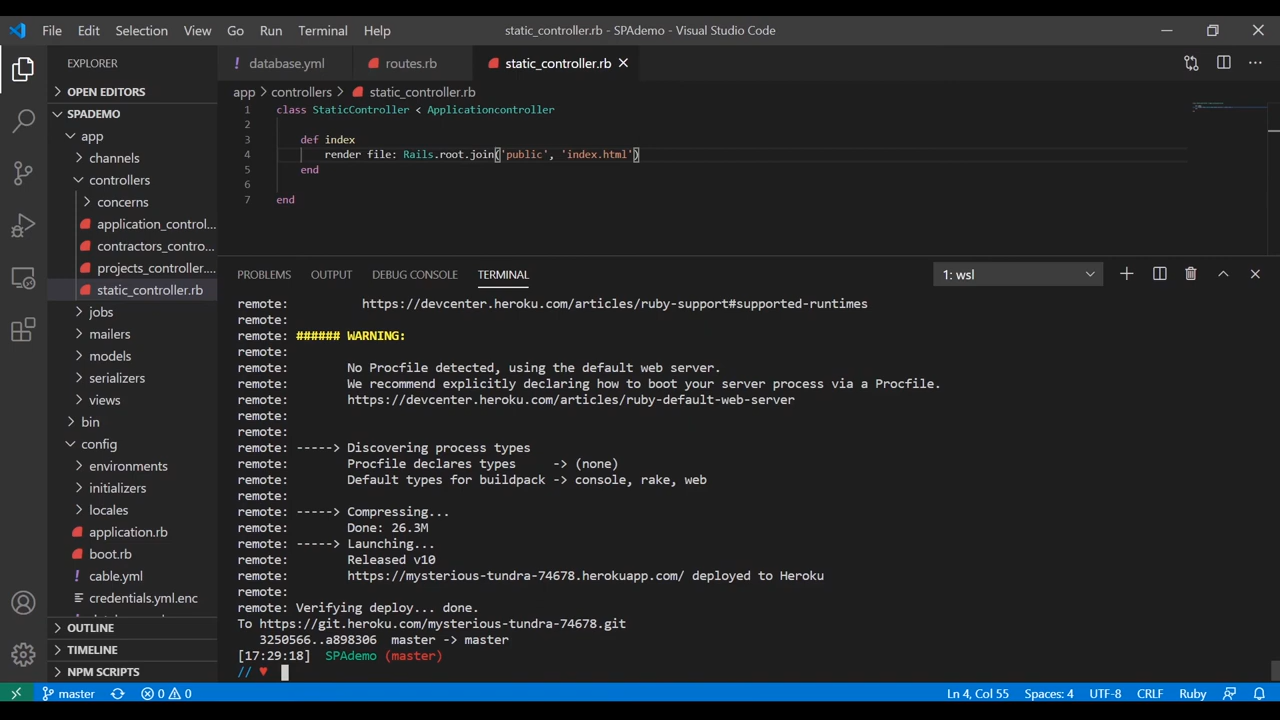 File Edit Selection View Go Run Terminal Help static_controller.rb - SPAdemo - Visual Studio Code
EXPLORER
OPEN EDITORS
SPADEMO
app
channels
controllers
concerns
application_control...
contractors_contro...
projects_controller....
static_controller.rb
jobs
mailers
models
serializers
views
bin
config
environments
initializers
locales
application.rb
boot.rb
cable.yml
credentials.yml.enc
OUTLINE
TIMELINE
NPM SCRIPTS
! database.yml routes.rb static_controller.rb
app > controllers > static_controller.rb
1 class StaticController < Applicationcontroller
2
3 def index
4 render file: Rails.root.join('public', 'index.html')
5 end
6
7 end
PROBLEMS OUTPUT DEBUG CONSOLE TERMINAL 1: wsl
remote: https://devcenter.heroku.com/articles/ruby-support#supported-runtimes
remote:
remote: ###### WARNING:
remote:
remote: No Procfile detected, using the default web server.
remote: We recommend explicitly declaring how to boot your server process via a Procfile.
remote: https://devcenter.heroku.com/articles/ruby-default-web-server
remote:
remote:
remote: -----> Discovering process types
remote: Procfile declares types -> (none)
remote: Default types for buildpack -> console, rake, web
remote:
remote: -----> Compressing...
remote: Done: 26.3M
remote: -----> Launching...
remote: Released v10
remote: https://mysterious-tundra-74678.herokuapp.com/ deployed to Heroku
remote:
remote: Verifying deploy... done.
To https://git.heroku.com/mysterious-tundra-74678.git
3250566..a898306 master -> master
[17:29:18] SPAdemo (master)
// ♥
master 0 0 Ln 4, Col 55 Spaces: 4 UTF-8 CRLF Ruby